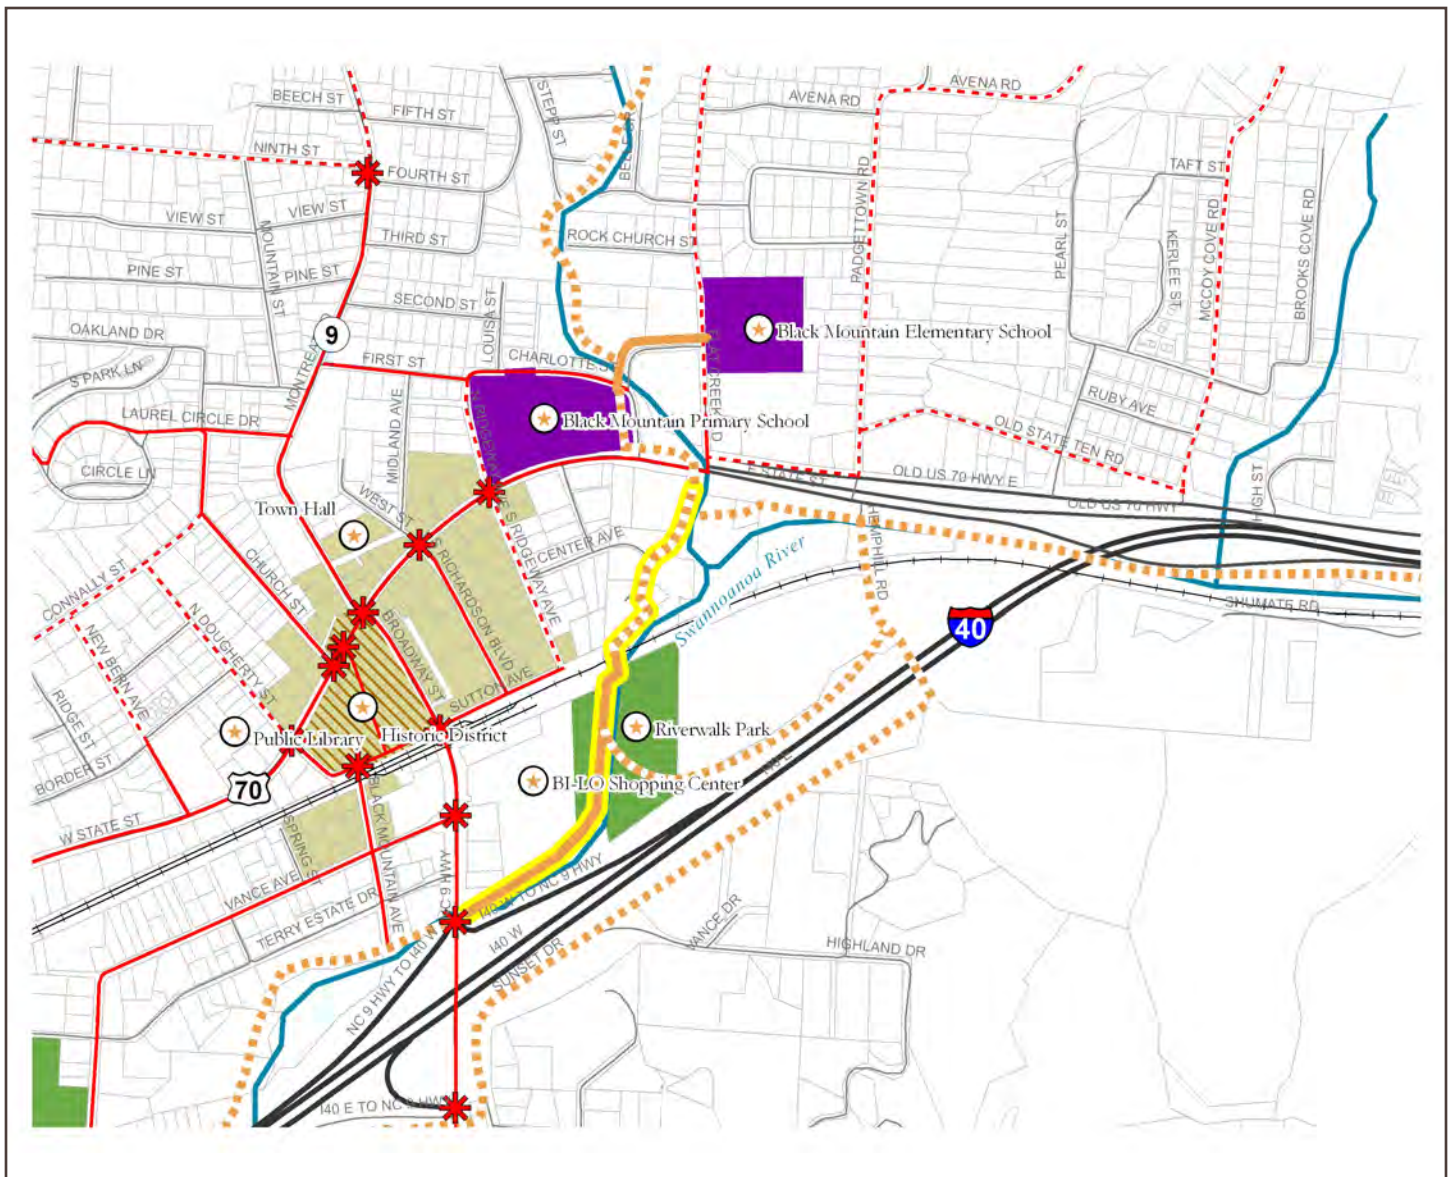 AVENA RD
BEECH ST
STEPP ST
AVENA RD
FIFTH ST
NINTH ST
FOURTH ST
TAFT ST
PADGETTOWN RD
VIEW ST
VIEW ST
MOUNTAIN ST
THIRD ST
ROCK CHURCH ST
PEARL ST
KERLEE ST
MCCOY COVE RD
BROOKS COVE RD
PINE ST
PINE ST
SECOND ST
LOUISA ST
OAKLAND DR
9
Black Mountain Elementary School
FIRST ST
CHARLOTTE S
S PARK LN
MONTREA
MIDLAND AVE
RUBY AVE
LAUREL CIRCLE DR
Black Mountain Primary School
OLD STATE TEN RD
CIRCLE LN
E STATE ST
OLD US 70 HWY E
OLD US 70 HWY
HIGH ST
WEST ST
Town Hall
S RICHARDSON BLVD
S RIDGEWAY AVE
CENTER AVE
Swannoanoa River
HEMPHILL RD
CONNALLY ST
CHURCH ST
N DOUGHERTY ST
NEW BERN AVE
BROADWAY ST
SHUMATE RD
40
SUTTON AVE
RIDGE ST
Public Library
Historic District
Riverwalk Park
BORDER ST
70
BI-LO Shopping Center
I40 E
W STATE ST
SPRING ST
BLACK MOUNTAIN AVE
VANCE AVE
NC 9 HWY
TERRY ESTATE DR
I40 W TO NC 9 HWY
VANCE DR
HIGHLAND DR
I40 W
SUNSET DR
NC 9 HWY TO I40 W
I40 E TO NC 9 HWY